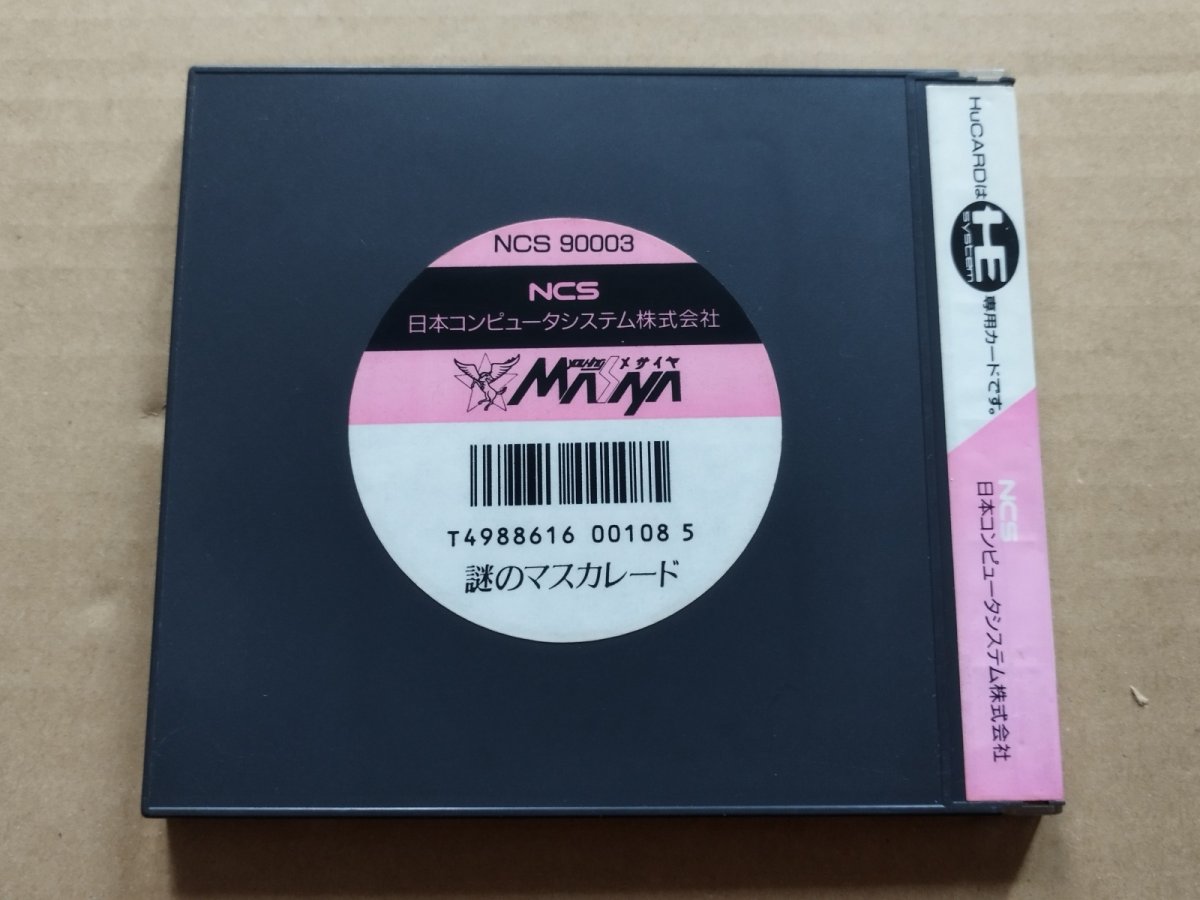 NCS 90003
NCS
日本コンピュータシステム株式会社
メサイヤ
MASAYA
T4988616 00108 5
謎のマスカレード
HuCARDは
HE
system
専用カードです。
NCS
日本コンピュータシステム株式会社